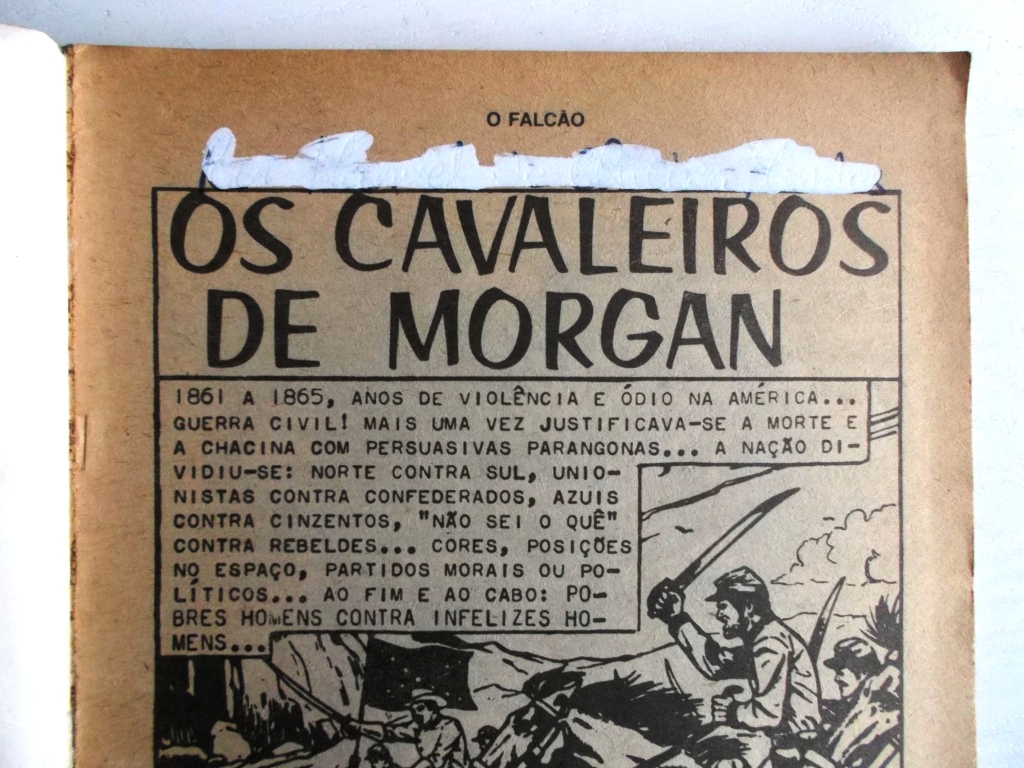 O FALCÃO
OS CAVALEIROS
DE MORGAN
1861 A 1865, ANOS DE VIOLÊNCIA E ÓDIO NA AMÉRICA...
GUERRA CIVIL! MAIS UMA VEZ JUSTIFICAVA-SE A MORTE E
A CHACINA COM PERSUASIVAS PARANGONAS... A NAÇÃO DI-
VIDIU-SE: NORTE CONTRA SUL, UNIO-
NISTAS CONTRA CONFEDERADOS, AZUIS
CONTRA CINZENTOS, "NÃO SEI O QUÊ"
CONTRA REBELDES... CORES, POSIÇÕES
NO ESPAÇO, PARTIDOS MORAIS OU PO-
LÍTICOS... AO FIM E AO CABO: PO-
BRES HOMENS CONTRA INFELIZES HO-
MENS...